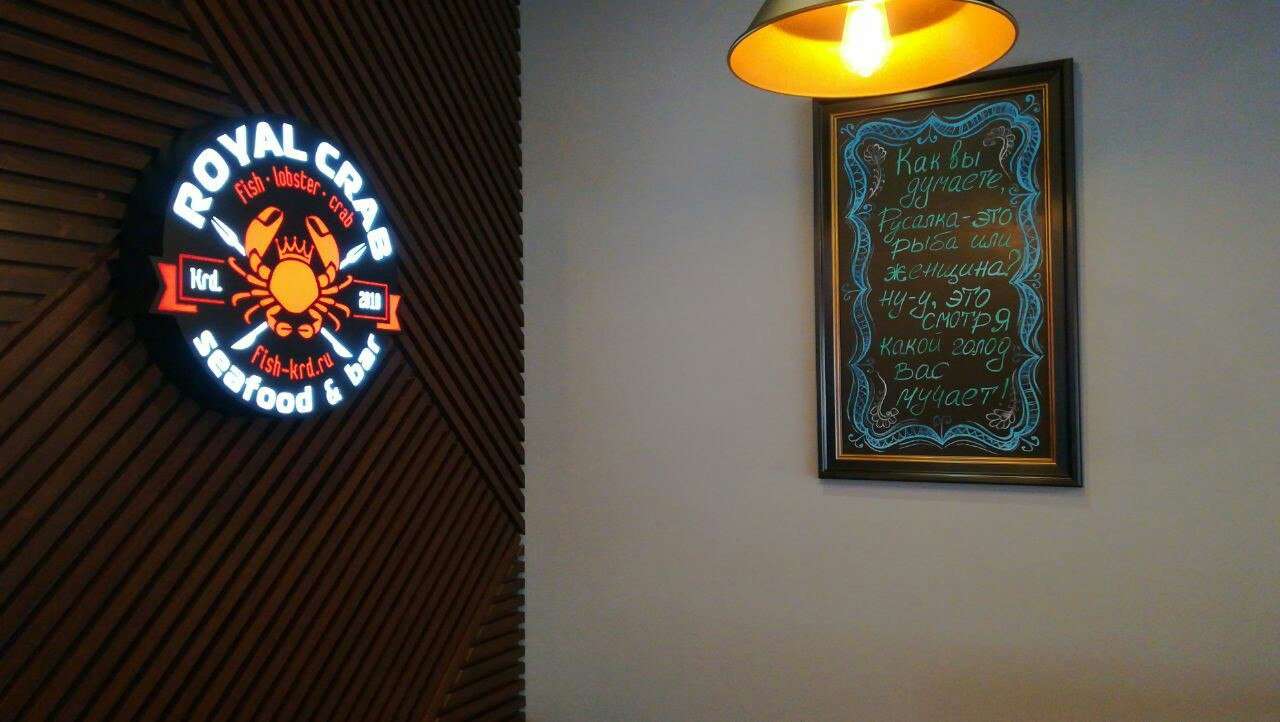 ROYAL CRAB
fish · lobster · crab
Krd.
2018
fish-krd.ru
seafood & bar
Как вы
думаете,
Русалка-это
рыба или
женщина?
ну-у, это
смотря
какой голод
вас
мучает!